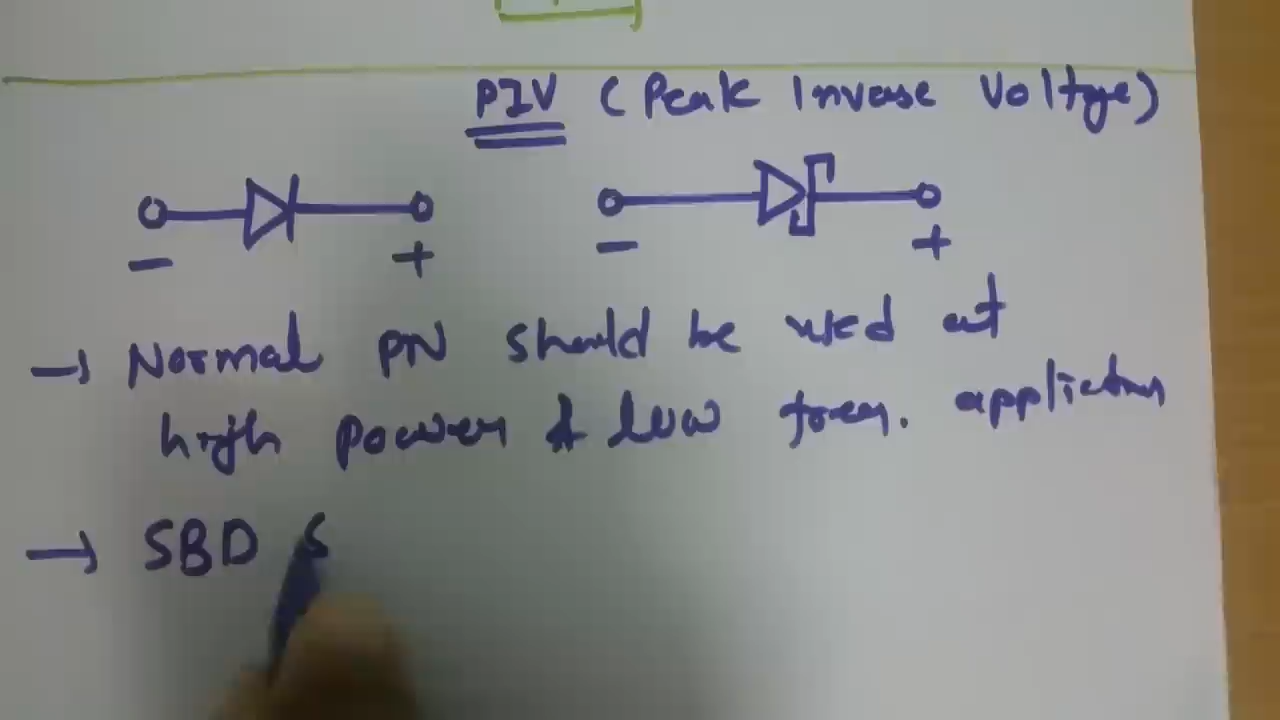 PIV (Peak Inverse Voltage)
- + - +
→ Normal PN should be used at
high power & low freq. application
→ SBD S